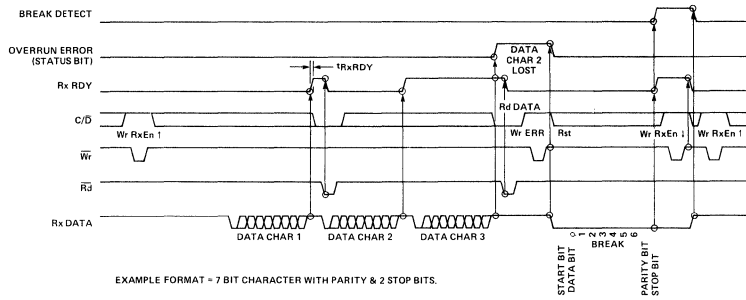 BREAK DETECT
OVERRUN ERROR
(STATUS BIT)
DATA
CHAR 2
LOST
tRxRDY
Rx RDY
Rd DATA
C/D̅
Wr RxEn ↑
Wr ERR
Rst
Wr RxEn ↓
Wr RxEn ↑
W̅r̅
R̅d̅
Rx DATA
DATA CHAR 1
DATA CHAR 2
DATA CHAR 3
START BIT
DATA BIT
0 1 2 3 4 5 6
BREAK
PARITY BIT
STOP BIT
EXAMPLE FORMAT = 7 BIT CHARACTER WITH PARITY & 2 STOP BITS.